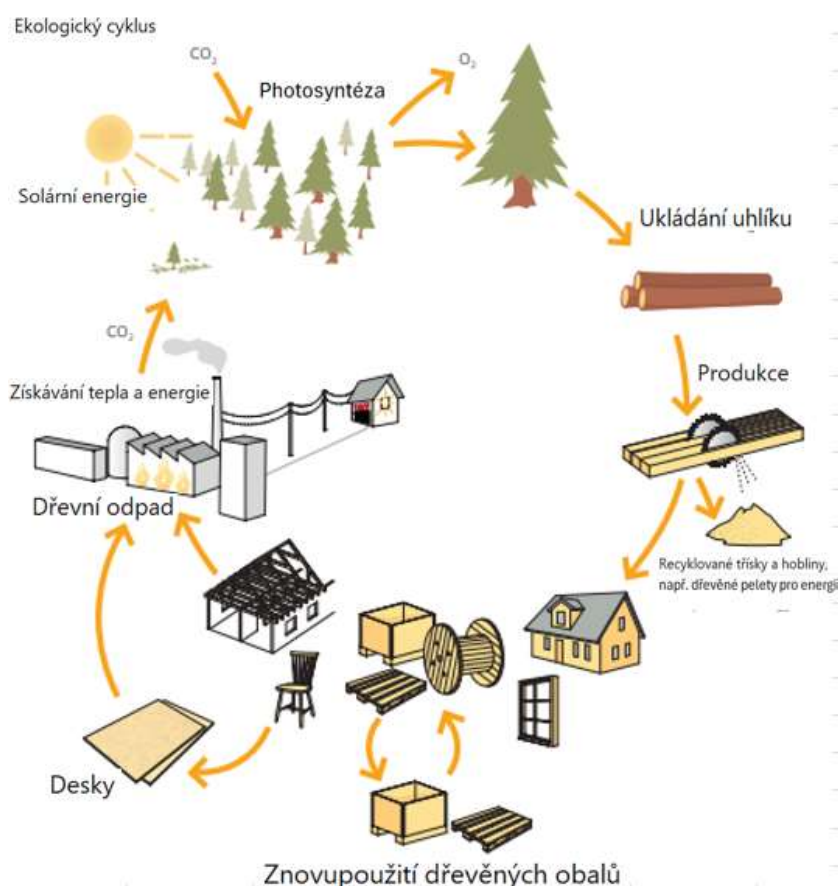 Ekologický cyklus
CO₂
Photosyntéza
O₂
Solární energie
Ukládání uhlíku
CO₂
Produkce
Získávání tepla a energie
Dřevní odpad
Recyklované třísky a hobliny,
např. dřevěné pelety pro energii
Desky
Znovupoužití dřevěných obalů